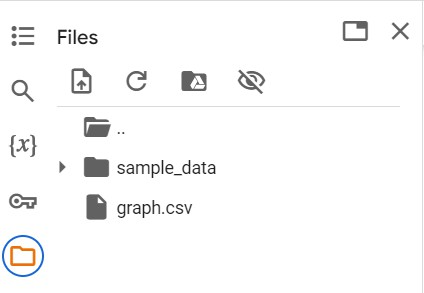 Files
..
{x}
sample_data
graph.csv